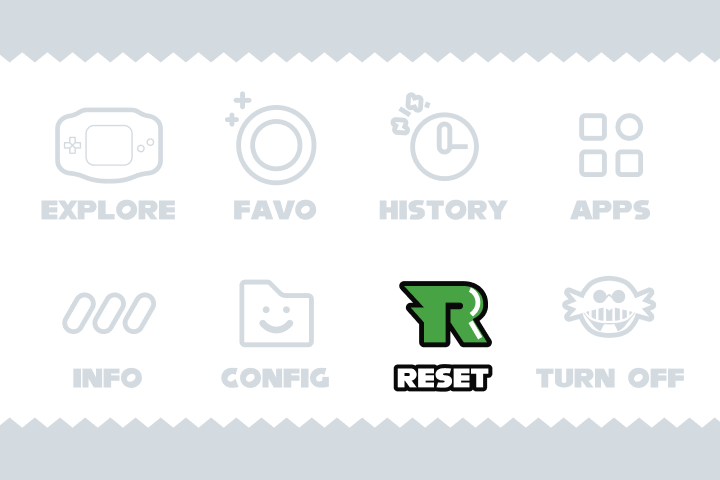 EXPLORE FAVO HISTORY APPS
R
INFO CONFIG RESET TURN OFF